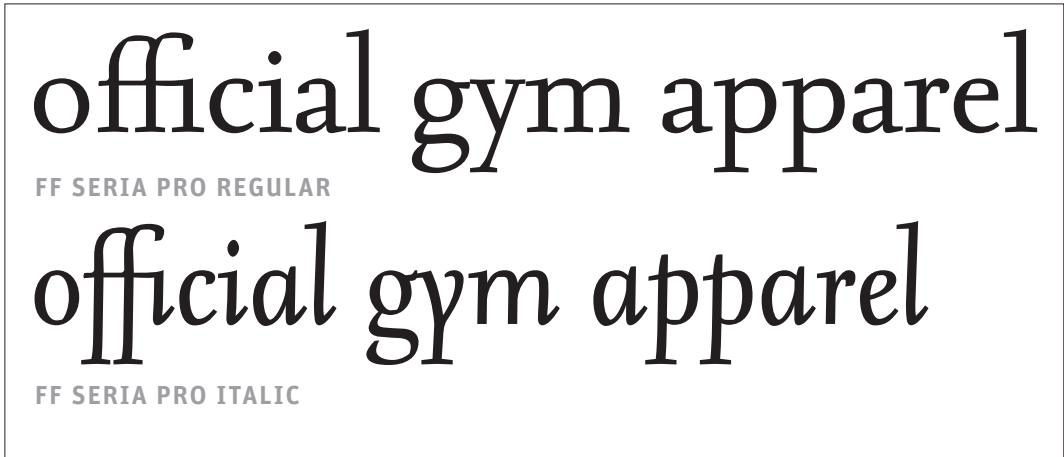 official gym apparel
FF SERIA PRO REGULAR
official gym apparel
FF SERIA PRO ITALIC